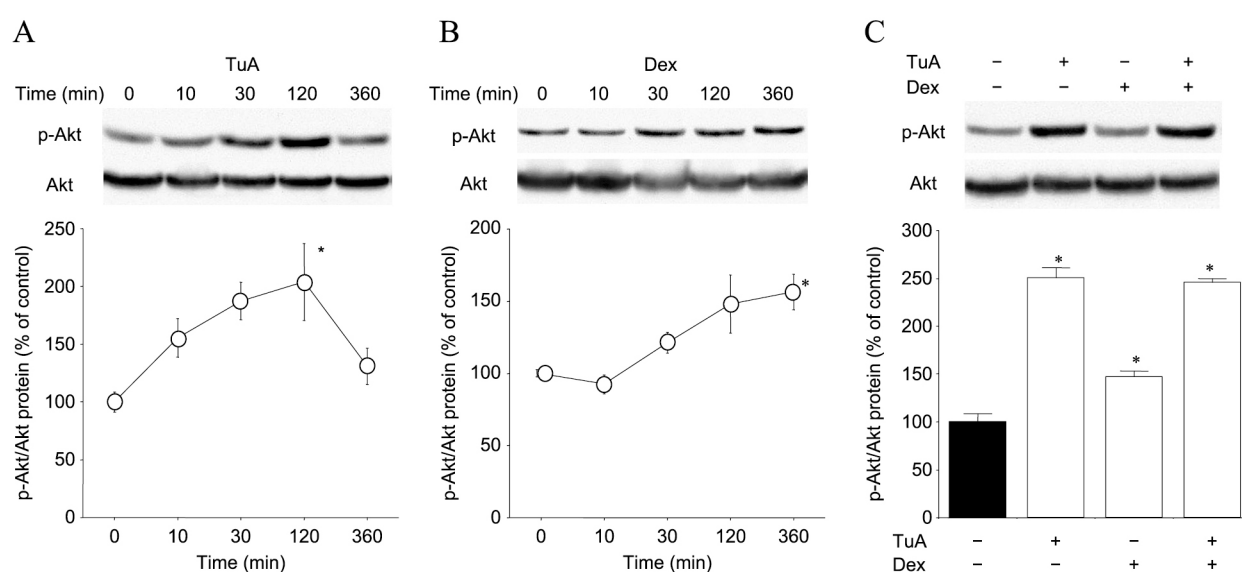 A
TuA
Time (min) 0 10 30 120 360
p-Akt
Akt
p-Akt/Akt protein (% of control)
250
200
150
100
50
0
*
0 10 30 120 360
Time (min)
B
Dex
Time (min) 0 10 30 120 360
p-Akt
Akt
p-Akt/Akt protein (% of control)
200
150
100
50
0
*
0 10 30 120 360
Time (min)
C
TuA − + − +
Dex − − + +
p-Akt
Akt
p-Akt/Akt protein (% of control)
300
250
200
150
100
50
0
* * *
TuA − + − +
Dex − − + +